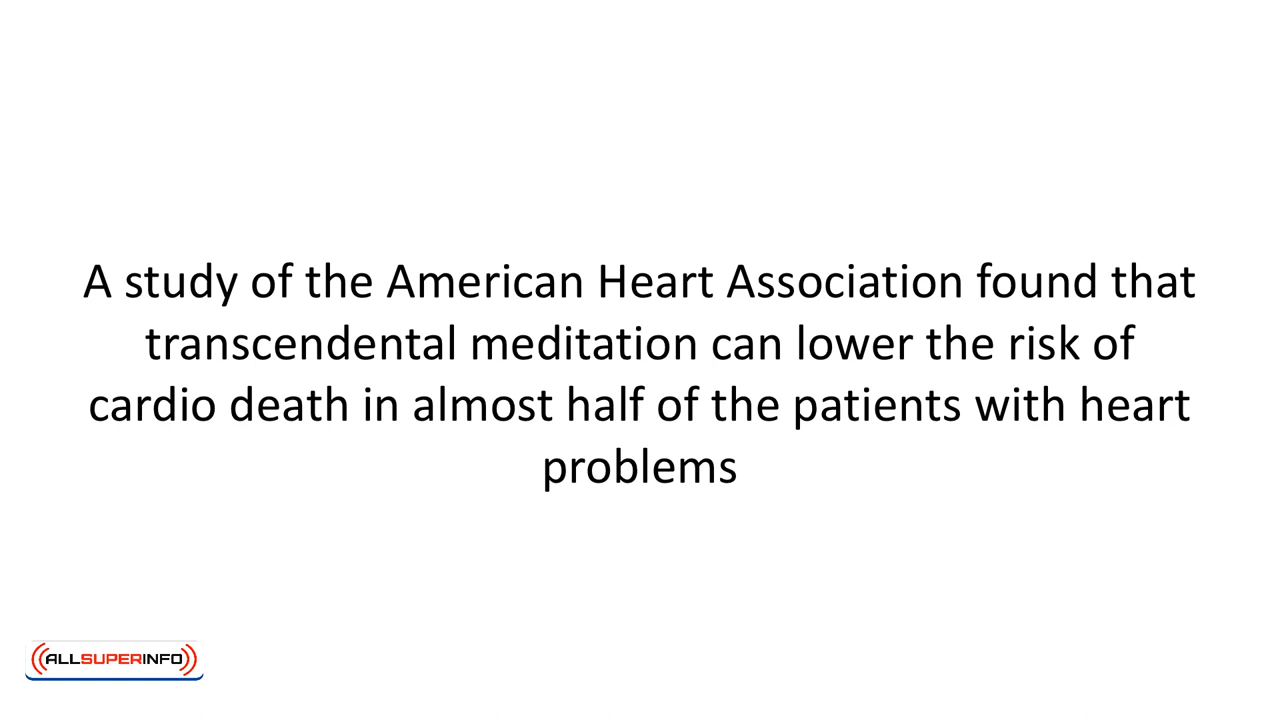 A study of the American Heart Association found that
transcendental meditation can lower the risk of
cardio death in almost half of the patients with heart
problems
ALLSUPERINFO